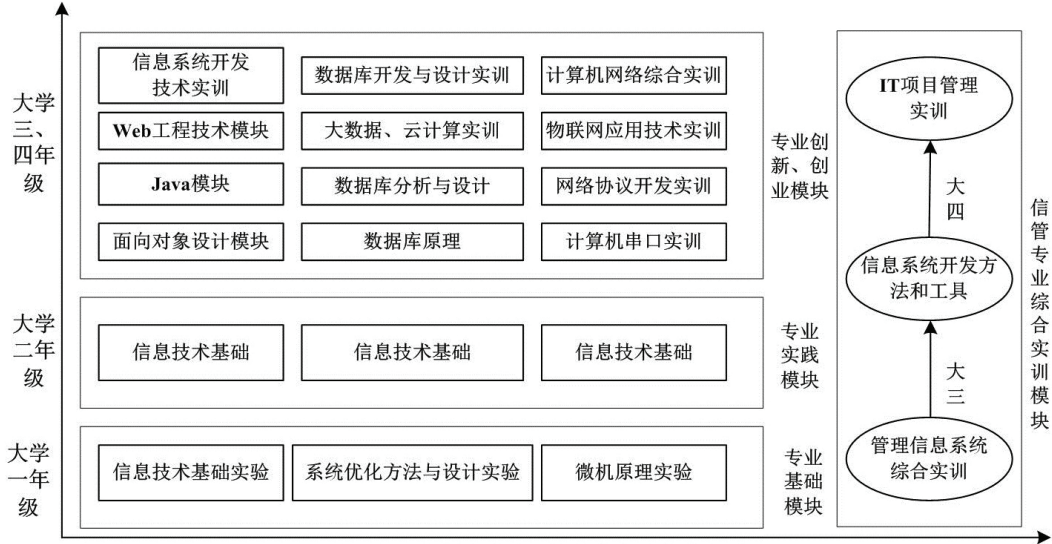 大学
三、
四年
级
信息系统开发
技术实训
数据库开发与设计实训
计算机网络综合实训
Web工程技术模块
大数据、云计算实训
物联网应用技术实训
Java模块
数据库分析与设计
网络协议开发实训
面向对象设计模块
数据库原理
计算机串口实训
专业创
新、创
业模块
大学
二年
级
信息技术基础
信息技术基础
信息技术基础
专业
实践
模块
大学
一年
级
信息技术基础实验
系统优化方法与设计实验
微机原理实验
专业
基础
模块
IT项目管理
实训
大四
信息系统开发方
法和工具
大三
管理信息系统
综合实训
信管专业综合实训模块